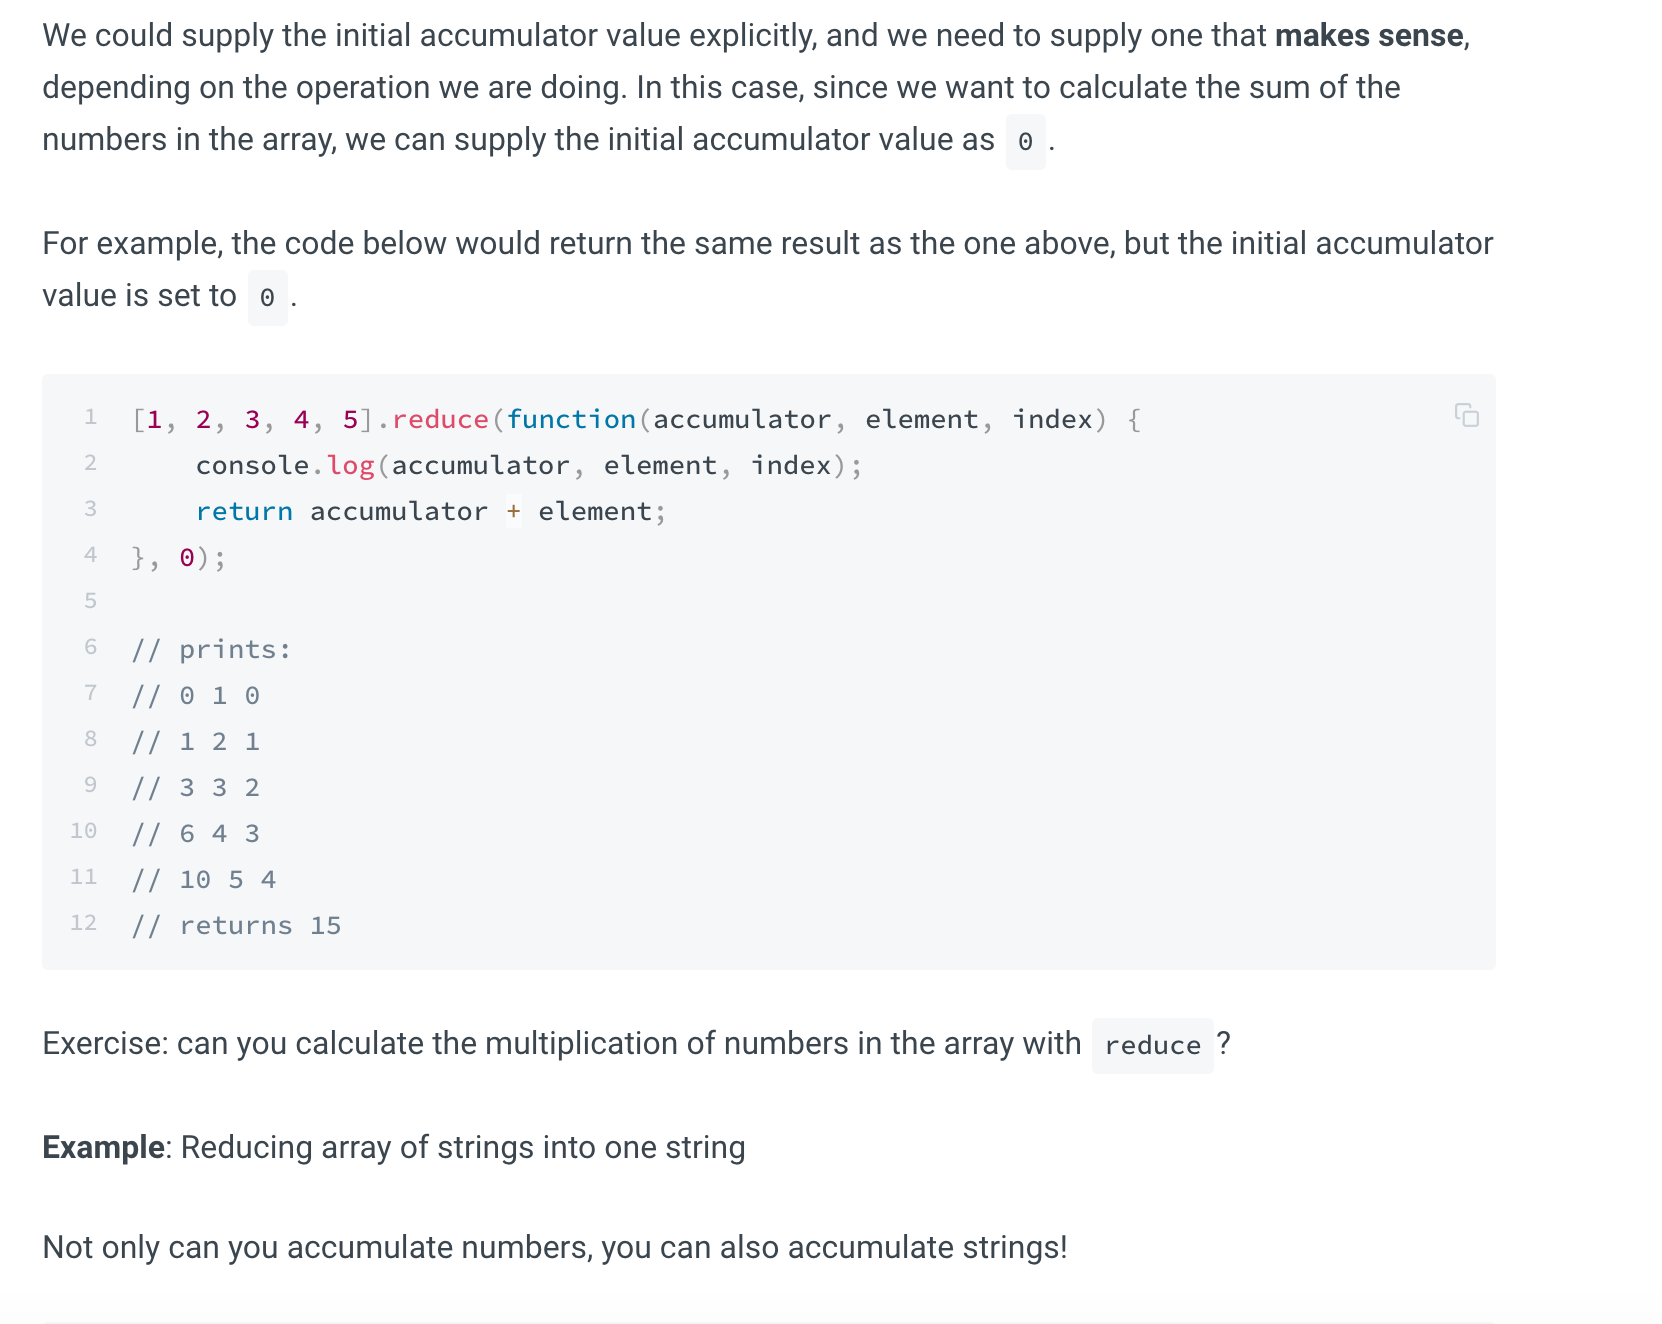 We could supply the initial accumulator value explicitly, and we need to supply one that makes sense,
depending on the operation we are doing. In this case, since we want to calculate the sum of the
numbers in the array, we can supply the initial accumulator value as 0 .
For example, the code below would return the same result as the one above, but the initial accumulator
value is set to 0 .
1 [1, 2, 3, 4, 5].reduce(function(accumulator, element, index) {
2     console.log(accumulator, element, index);
3     return accumulator + element;
4 }, 0);
5
6 // prints:
7 // 0 1 0
8 // 1 2 1
9 // 3 3 2
10 // 6 4 3
11 // 10 5 4
12 // returns 15
Exercise: can you calculate the multiplication of numbers in the array with reduce ?
Example: Reducing array of strings into one string
Not only can you accumulate numbers, you can also accumulate strings!